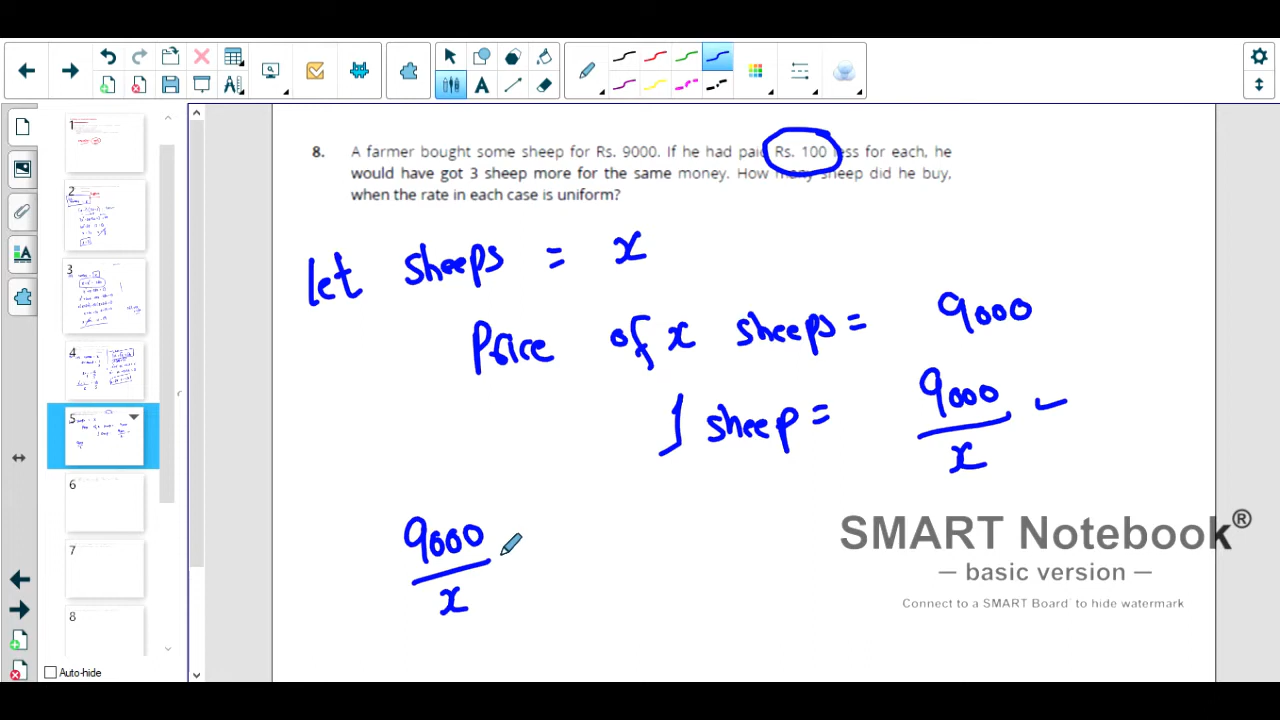 8. A farmer bought some sheep for Rs. 9000. If he had paid Rs. 100 less for each, he
would have got 3 sheep more for the same money. How many sheep did he buy,
when the rate in each case is uniform?
let sheeps = x
Price of x sheeps = 9000
1 sheep = 9000/x
9000/x
SMART Notebook®
— basic version —
Connect to a SMART Board™ to hide watermark
1
2
3
4
5
6
7
8
Auto-hide